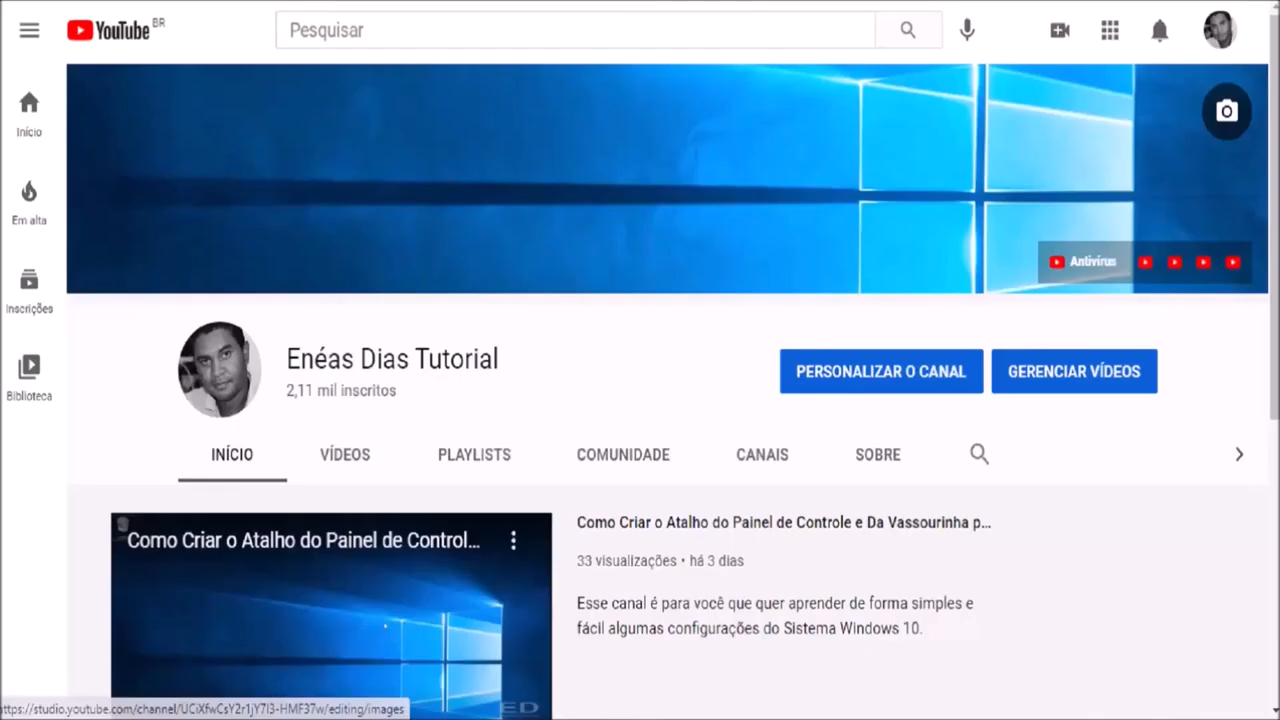 YouTube BR
Pesquisar
Início
Em alta
Inscrições
Biblioteca
Antivírus
Enéas Dias Tutorial
2,11 mil inscritos
PERSONALIZAR O CANAL
GERENCIAR VÍDEOS
INÍCIO
VÍDEOS
PLAYLISTS
COMUNIDADE
CANAIS
SOBRE
Como Criar o Atalho do Painel de Control...
Como Criar o Atalho do Painel de Controle e Da Vassourinha p...
33 visualizações • há 3 dias
Esse canal é para você que quer aprender de forma simples e
fácil algumas configurações do Sistema Windows 10.
https://studio.youtube.com/channel/UCiXfwCsY2r1jY7I3-HMF37w/editing/images